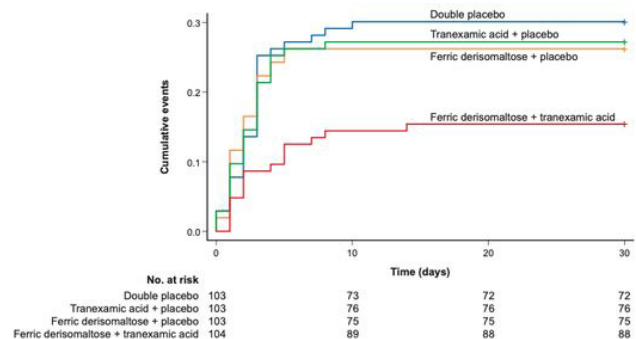 0.3
Double placebo
Tranexamic acid + placebo
Ferric derisomaltose + placebo
0.2
Cumulative events
Ferric derisomaltose + tranexamic acid
0.1
0.0
0 10 20 30
Time (days)
No. at risk
Double placebo 103 73 72 72
Tranexamic acid + placebo 103 76 76 76
Ferric derisomaltose + placebo 103 75 75 75
Ferric derisomaltose + tranexamic acid 104 89 88 88